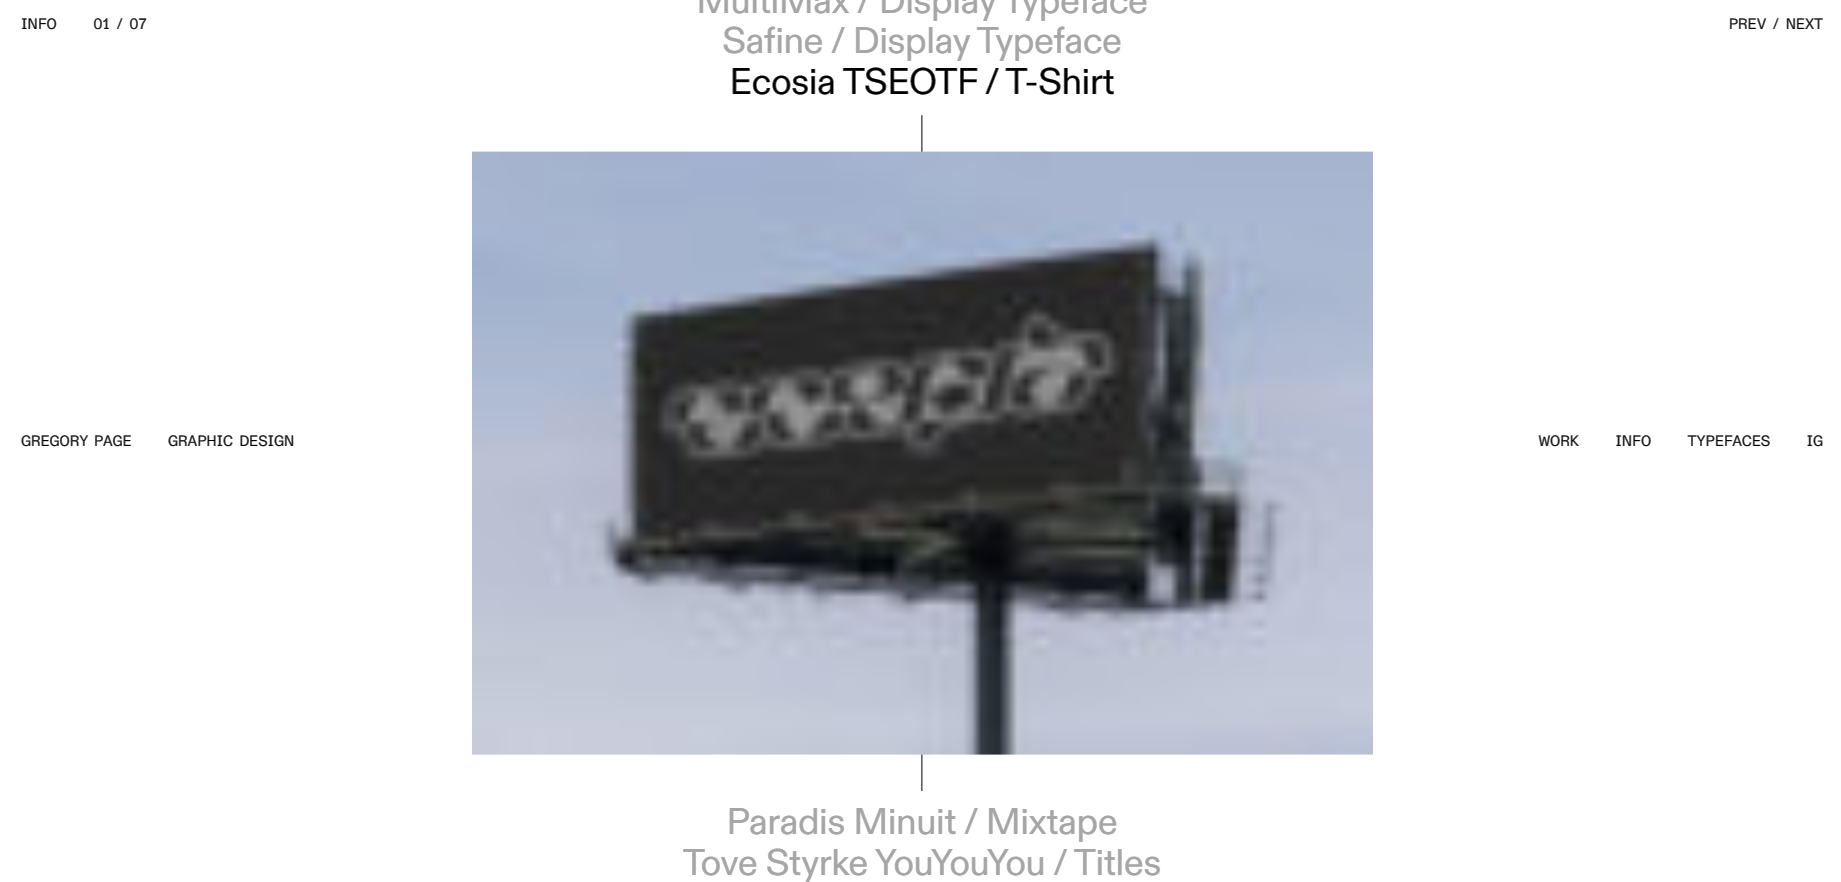 INFO 01 / 07
MultiMax / Display Typeface
PREV / NEXT
Safine / Display Typeface
Ecosia TSEOTF / T-Shirt
GREGORY PAGE GRAPHIC DESIGN
WORK INFO TYPEFACES IG
Paradis Minuit / Mixtape
Tove Styrke YouYouYou / Titles